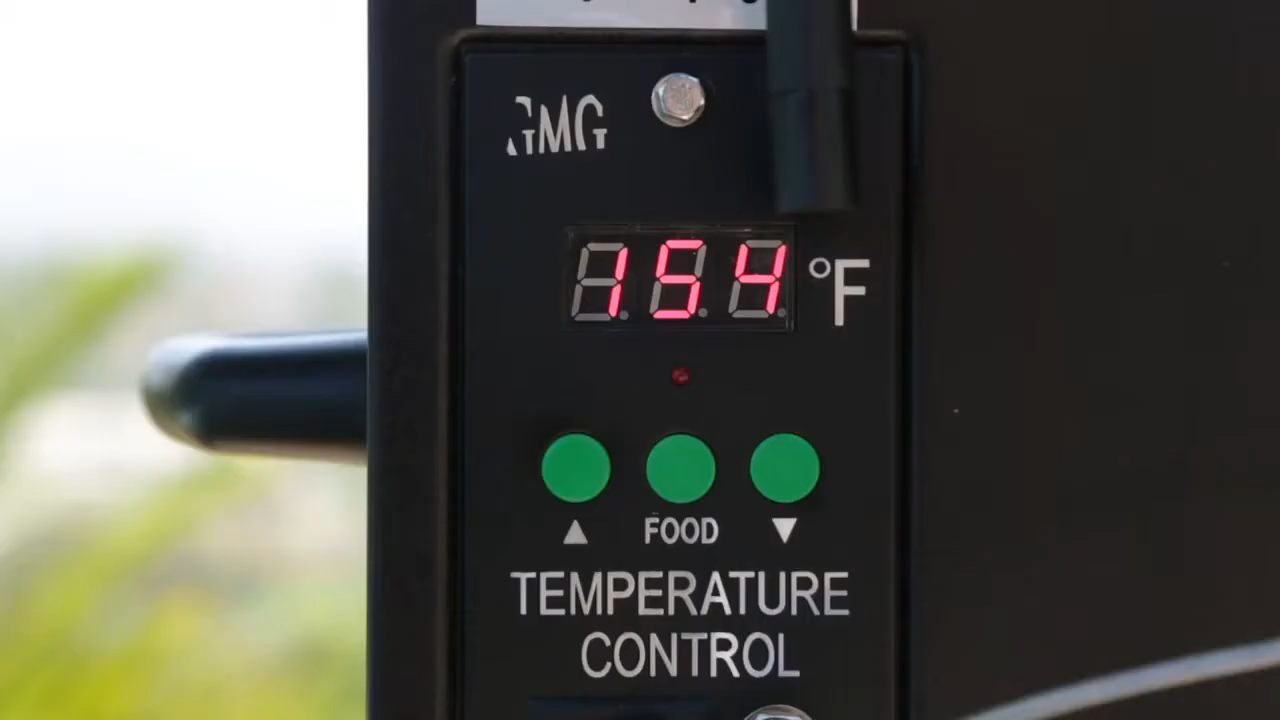 GMG
154 °F
▲ FOOD ▼
TEMPERATURE
CONTROL